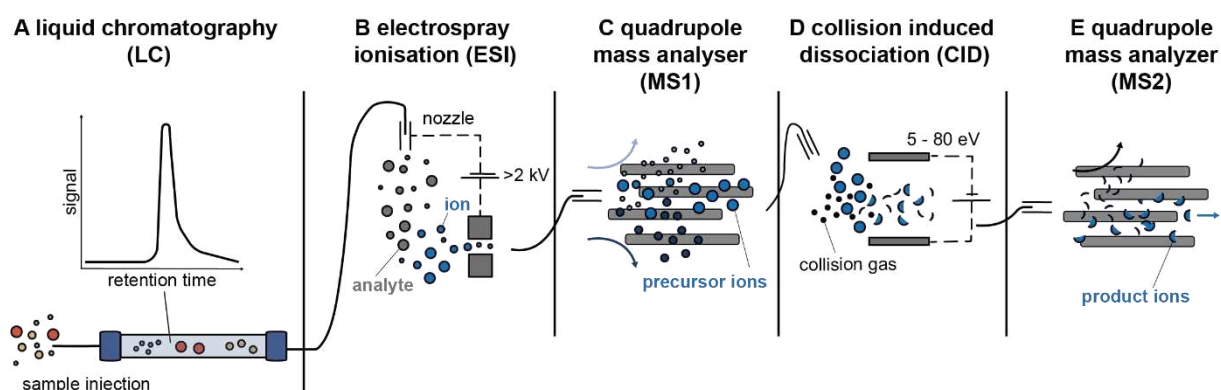 A liquid chromatography
(LC)
signal
retention time
sample injection
B electrospray
ionisation (ESI)
nozzle
>2 kV
ion
analyte
C quadrupole
mass analyser
(MS1)
precursor ions
D collision induced
dissociation (CID)
5 - 80 eV
collision gas
E quadrupole
mass analyzer
(MS2)
product ions